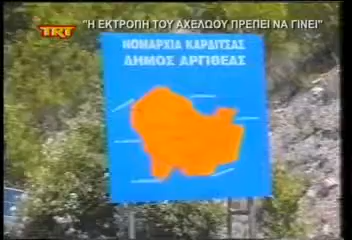 TRT
"Η ΕΚΤΡΟΠΗ ΤΟΥ ΑΧΕΛΩΟΥ ΠΡΕΠΕΙ ΝΑ ΓΙΝΕΙ"
ΝΟΜΑΡΧΙΑ ΚΑΡΔΙΤΣΑΣ
ΔΗΜΟΣ ΑΡΓΙΘΕΑΣ